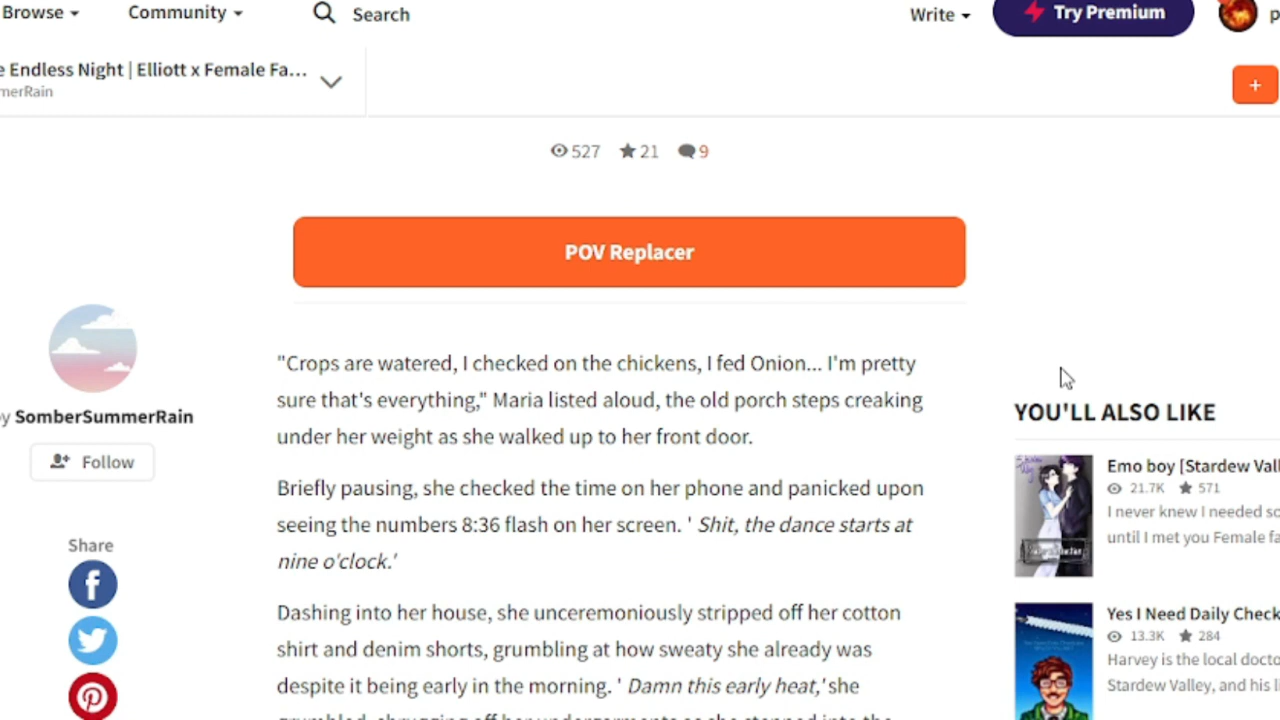 Browse
Community
Search
Write
Try Premium
Endless Night | Elliott x Female Fa...
merRain
+
527
21
9
POV Replacer
"Crops are watered, I checked on the chickens, I fed Onion... I'm pretty
sure that's everything," Maria listed aloud, the old porch steps creaking
under her weight as she walked up to her front door.
Briefly pausing, she checked the time on her phone and panicked upon
seeing the numbers 8:36 flash on her screen. ' Shit, the dance starts at
nine o'clock.'
Dashing into her house, she unceremoniously stripped off her cotton
shirt and denim shorts, grumbling at how sweaty she already was
despite it being early in the morning. ' Damn this early heat,' she
y SomberSummerRain
Follow
Share
YOU'LL ALSO LIKE
Emo boy [Stardew Vall
21.7K 571
I never knew I needed so
until I met you Female fa
Yes I Need Daily Check
13.3K 284
Harvey is the local docto
Stardew Valley, and his li